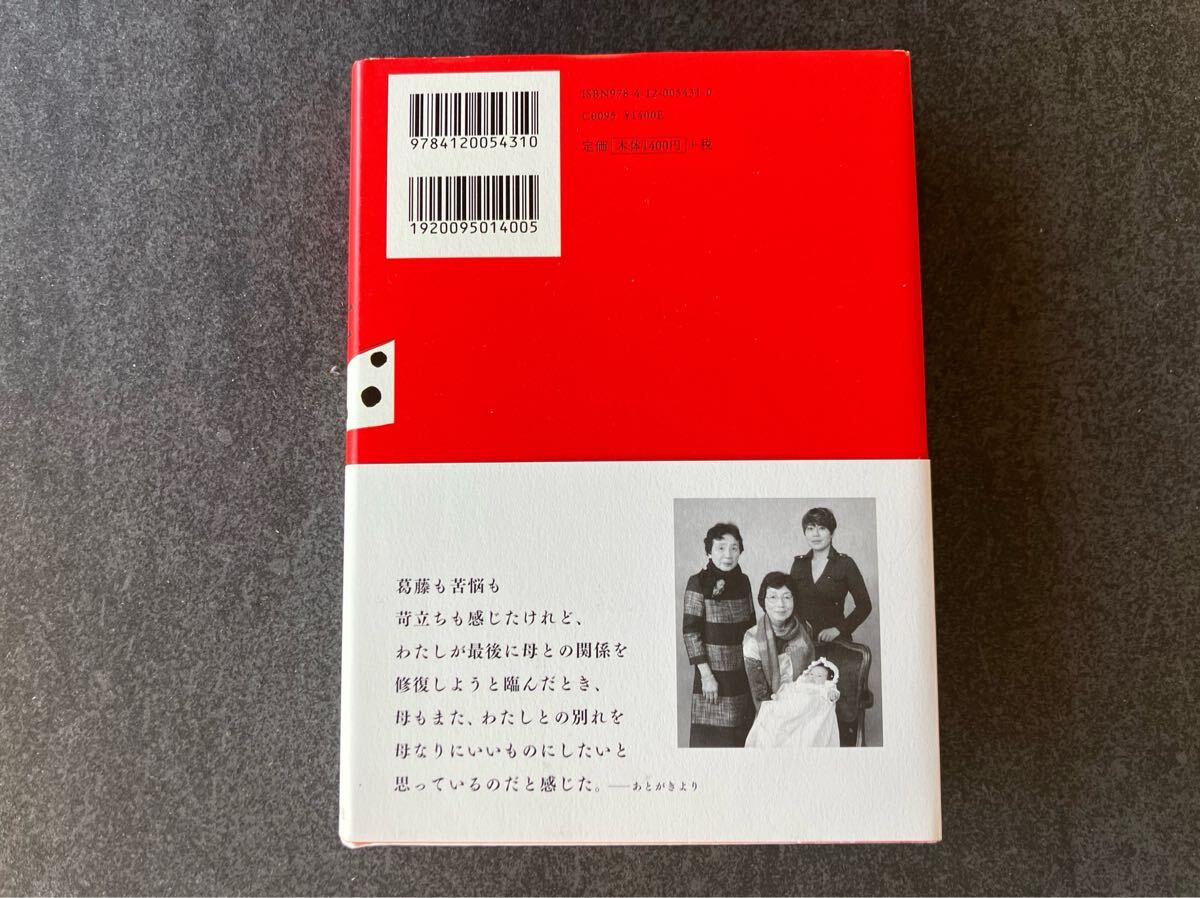 9784120054310
1920095014005
ISBN978-4-12-005431-0
C0095 ¥1400E
定価 本体1400円 +税
葛藤も苦悩も
苛立ちも感じたけれど、
わたしが最後に母との関係を
修復しようと臨んだとき、
母もまた、わたしとの別れを
母なりにいいものにしたいと
思っているのだと感じた。――あとがきより